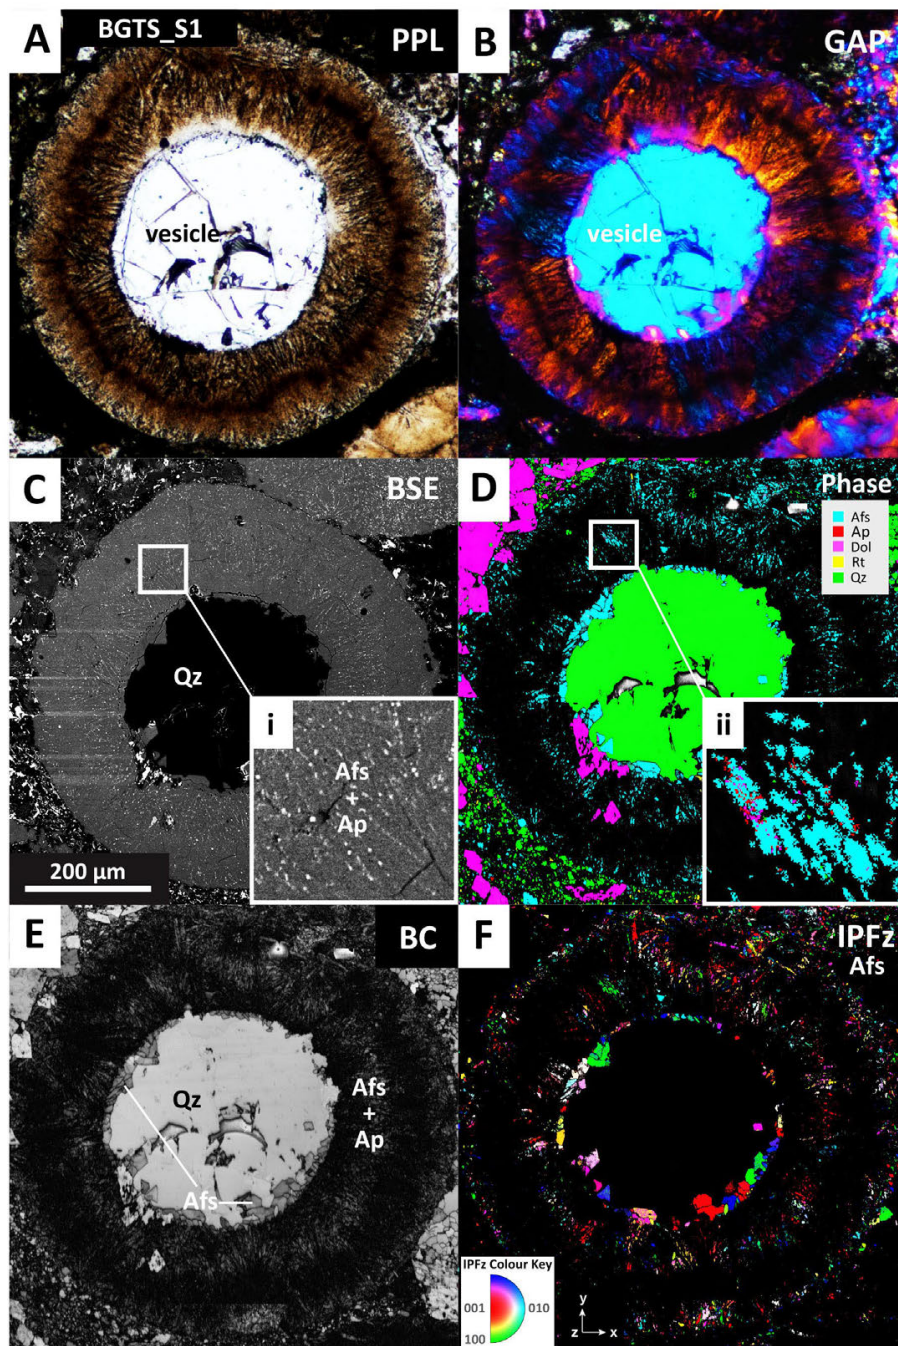 A
BGTS_S1
PPL
vesicle
B
GAP
vesicle
C
BSE
Qz
i
Afs
+
Ap
200 µm
D
Phase
Afs
Ap
Dol
Rt
Qz
ii
E
BC
Qz
Afs
+
Ap
Afs
F
IPFz
Afs
IPFz Colour Key
001
010
100
y
z
x